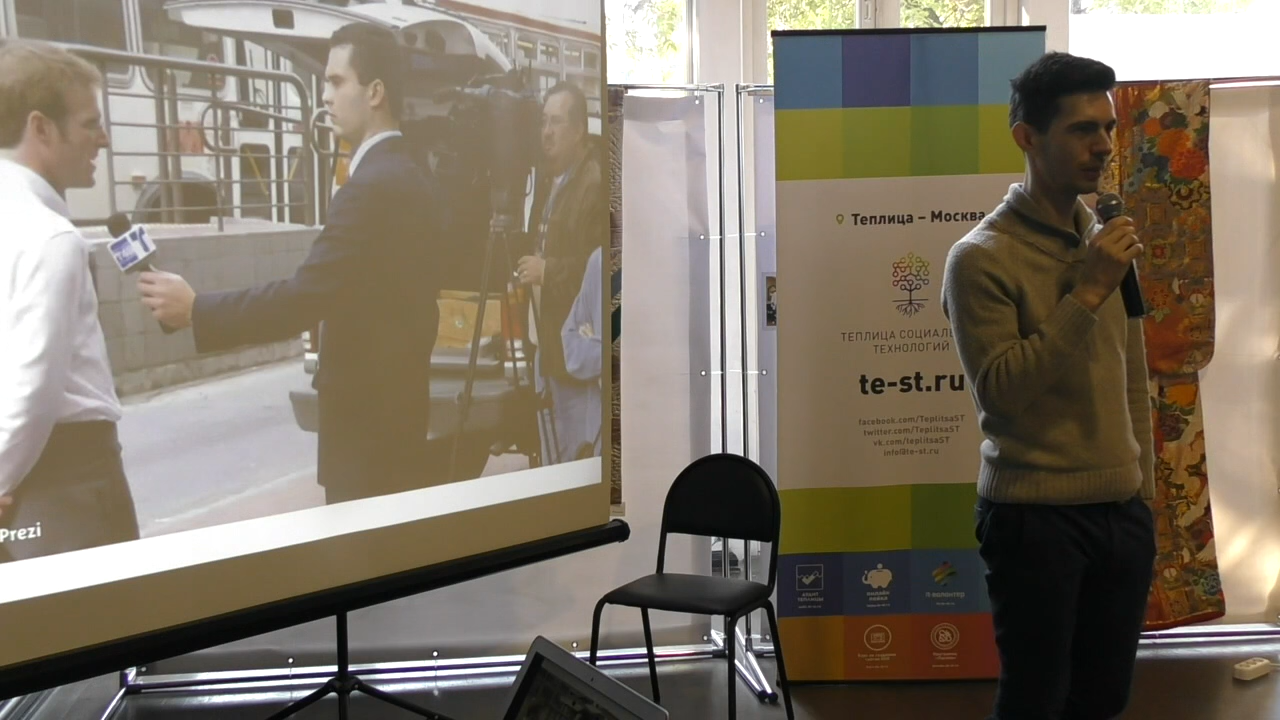 Prezi
Теплица – Москва
ТЕПЛИЦА СОЦИАЛЬ
ТЕХНОЛОГИЙ
te-st.ru
facebook.com/TeplitsaST
twitter.com/TeplitsaST
vk.com/teplitsaST
info@te-st.ru